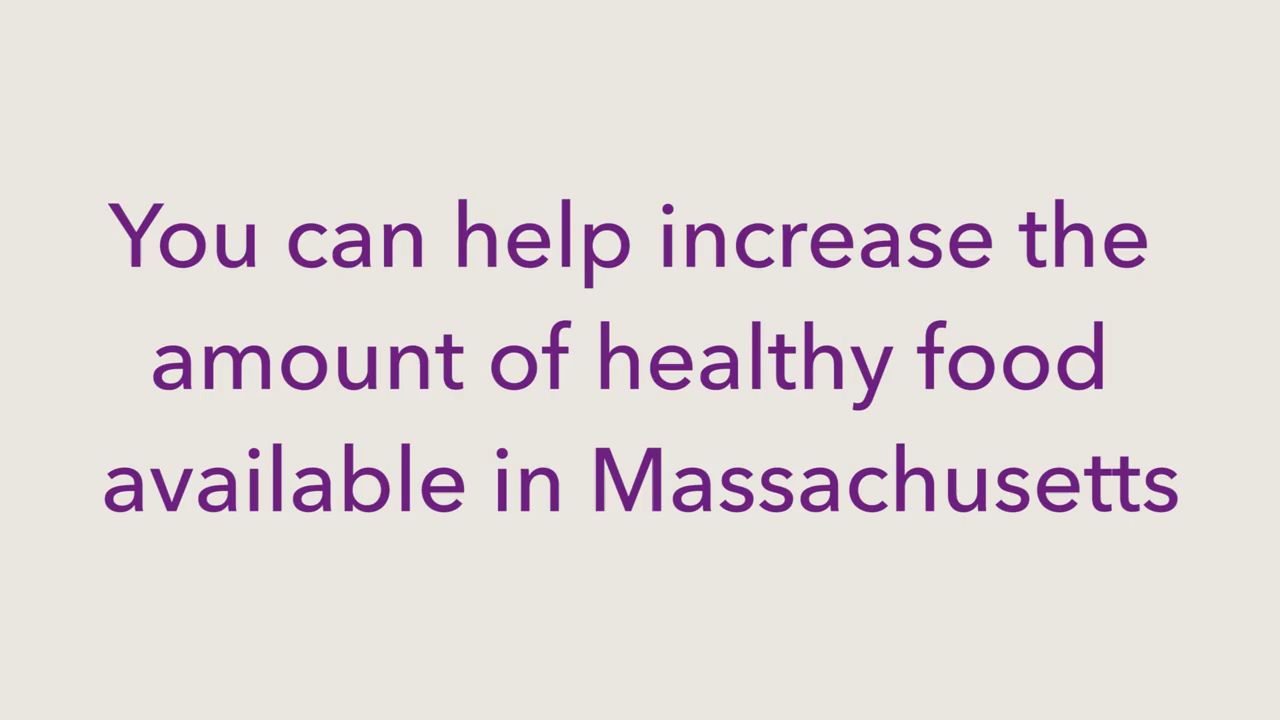 You can help increase the
amount of healthy food
available in Massachusetts